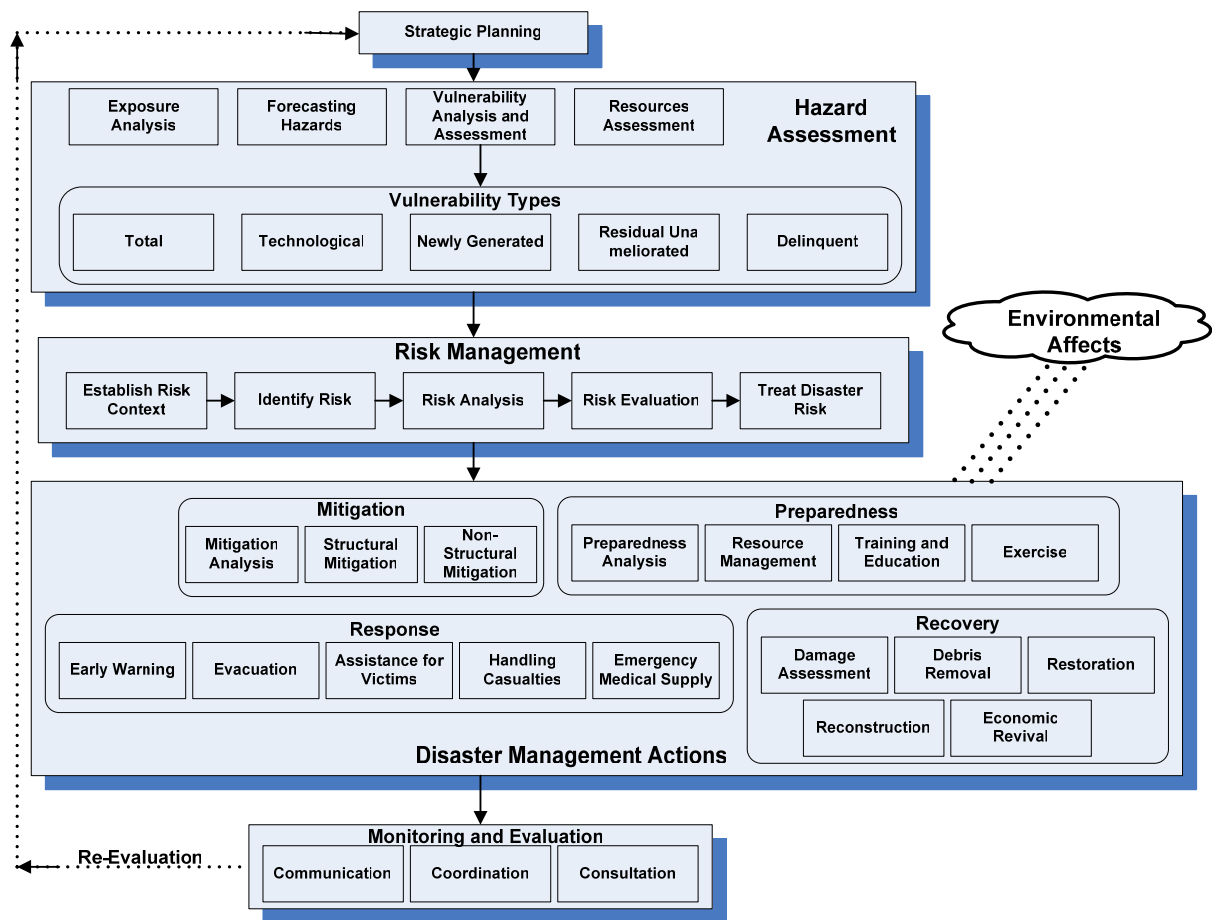 Strategic Planning
Hazard
Assessment
Exposure
Analysis
Forecasting
Hazards
Vulnerability
Analysis and
Assessment
Resources
Assessment
Vulnerability Types
Total
Technological
Newly Generated
Residual Una
meliorated
Delinquent
Environmental
Affects
Risk Management
Establish Risk
Context
Identify Risk
Risk Analysis
Risk Evaluation
Treat Disaster
Risk
Mitigation
Mitigation
Analysis
Structural
Mitigation
Non-
Structural
Mitigation
Preparedness
Preparedness
Analysis
Resource
Management
Training and
Education
Exercise
Response
Early Warning
Evacuation
Assistance for
Victims
Handling
Casualties
Emergency
Medical Supply
Recovery
Damage
Assessment
Debris
Removal
Restoration
Reconstruction
Economic
Revival
Disaster Management Actions
Monitoring and Evaluation
Communication
Coordination
Consultation
Re-Evaluation